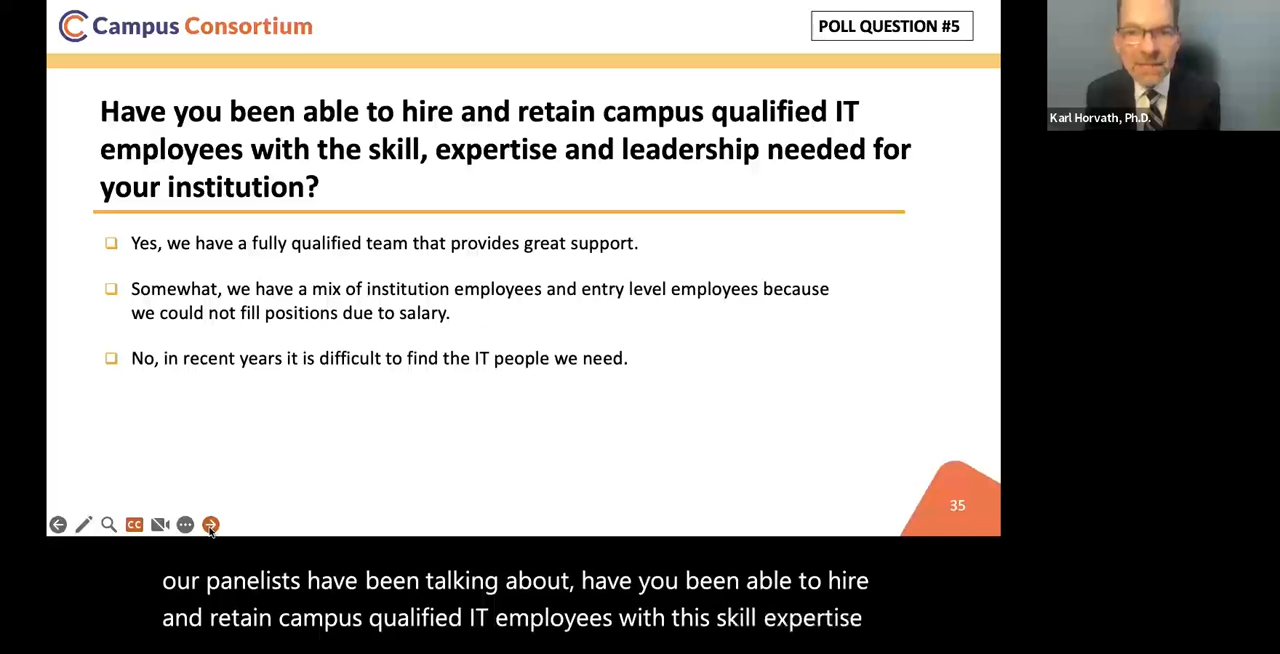 Campus Consortium
POLL QUESTION #5
Karl Horvath, Ph.D.
Have you been able to hire and retain campus qualified IT
employees with the skill, expertise and leadership needed for
your institution?
Yes, we have a fully qualified team that provides great support.
Somewhat, we have a mix of institution employees and entry level employees because
we could not fill positions due to salary.
No, in recent years it is difficult to find the IT people we need.
35
CC
our panelists have been talking about, have you been able to hire
and retain campus qualified IT employees with this skill expertise